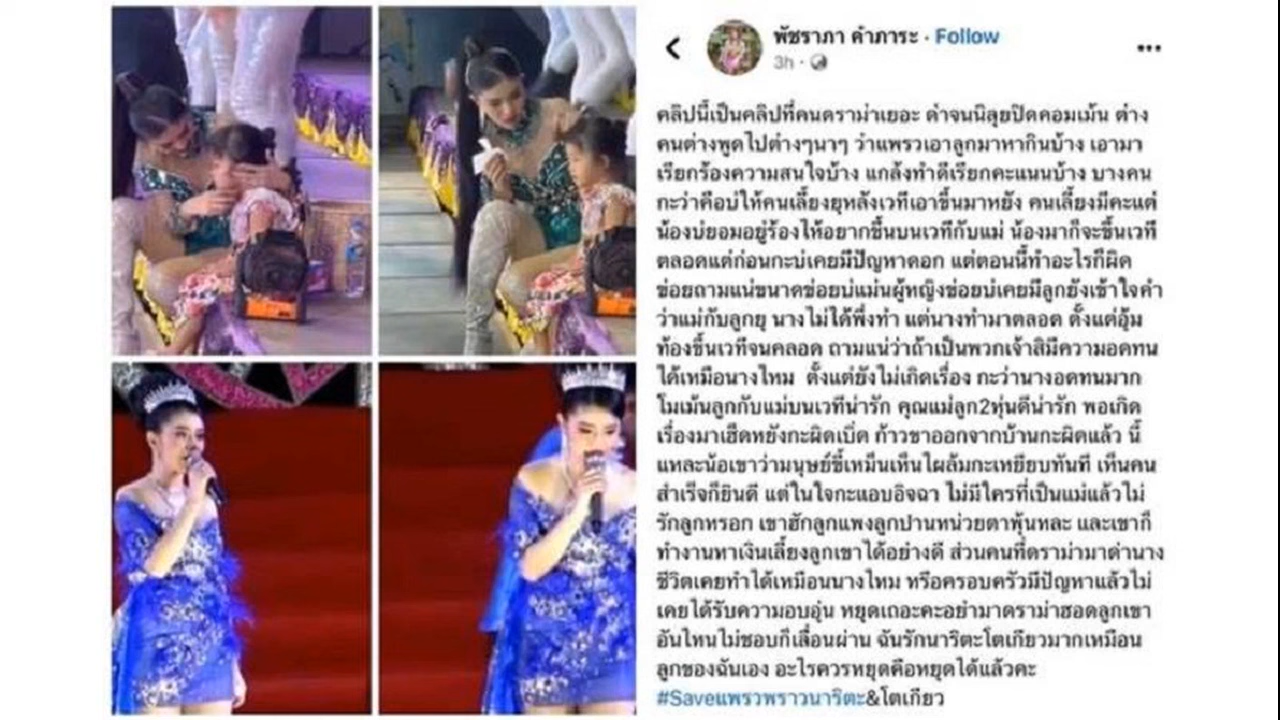 พัชราภา คำภาระ · Follow
3h ·
คลิปนี้เป็นคลิปที่คนดราม่าเยอะ ด่าจนนิลุยปิดคอมเม้น ต่าง
คนต่างพูดไปต่างๆนาๆ ว่าแพรวเอาลูกมาหากินบ้าง เอามา
เรียกร้องความสนใจบ้าง แกล้งทำดีเรียกคะแนนบ้าง บางคน
กะว่าคือบ่ให้คนเลี้ยงยุหลังเวทีเอาขึ้นมาหยัง คนเลี้ยงมีคะแต่
น้องบ่ยอมอยู่ร้องไห้อยากขึ้นบนเวทีกับแม่ น้องมาก็จะขึ้นเวที
ตลอดแต่ก่อนกะบ่เคยมีปัญหาดอก แต่ตอนนี้ทำอะไรก็ผิด
ข่อยถามแน่ขนาดข่อยบ่แม่นผู้หญิงข่อยบ่เคยมีลูกยังเข้าใจคำ
ว่าแม่กับลูกยุ นางไม่ได้พึ่งทำ แต่นางทำมาตลอด ตั้งแต่อุ้ม
ท้องขึ้นเวทีจนคลอด ถามแน่ว่าถ้าเป็นพวกเจ้าสิมีความอดทน
ได้เหมือนางไหม ตั้งแต่ยังไม่เกิดเรื่อง กะว่านางอดทนมาก
โมเม้นลูกกับแม่บนเวทีน่ารัก คุณแม่ลูก2หุ่นดีน่ารัก พอเกิด
เรื่องมาเฮ็ดหยังกะผิดเบิ่ด ก้าวขาออกจากบ้านกะผิดแล้ว นี้
แหละน้อเขาว่ามนุษย์ขี้เหม็นเห็นไผล้มกะเหยียบทันที เห็นคน
สำเร็จก็ยินดี แต่ในใจกะแอบอิจฉา ไม่มีใครที่เป็นแม่แล้วไม่
รักลูกหรอก เขาฮักลูกแพงลูกปานหน่วยตาพุ้นหละ และเขาก็
ทำงานหาเงินเลี้ยงลูกเขาได้อย่างดี ส่วนคนที่ดราม่ามาด่านาง
ชีวิตเคยทำได้เหมือนนางไหม หรือครอบครัวมีปัญหาแล้วไม่
เคยได้รับความอบอุ่น หยุดเถอะคะอย่ามาดราม่าฮอดลูกเขา
อันไหนไม่ชอบก็เลื่อนผ่าน ฉันรักนาริตะโตเกียวมากเหมือน
ลูกของฉันเอง อะไรควรหยุดคือหยุดได้แล้วคะ
#Saveแพรวพราวนาริตะ&โตเกียว